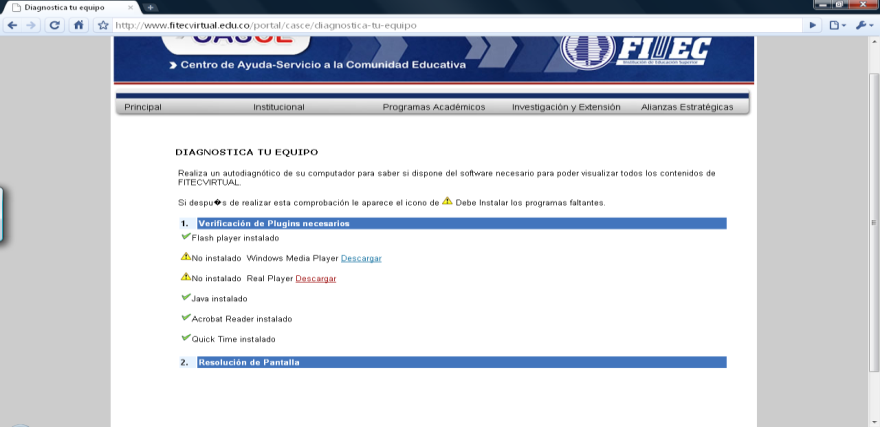 Diagnostica tu equipo
http://www.fitecvirtual.edu.co/portal/casce/diagnostica-tu-equipo
CASCE
Centro de Ayuda-Servicio a la Comunidad Educativa
FITEC
Institución de Educación Superior
Principal Institucional Programas Académicos Investigación y Extensión Alianzas Estratégicas
DIAGNOSTICA TU EQUIPO
Realiza un autodiagnóstico de su computador para saber si dispone del software necesario para poder visualizar todos los contenidos de
FITECVIRTUAL.
Si despu�s de realizar esta comprobación le aparece el icono de Debe Instalar los programas faltantes.
1. Verificación de Plugins necesarios
Flash player instalado
No instalado Windows Media Player Descargar
No instalado Real Player Descargar
Java instalado
Acrobat Reader instalado
Quick Time instalado
2. Resolución de Pantalla